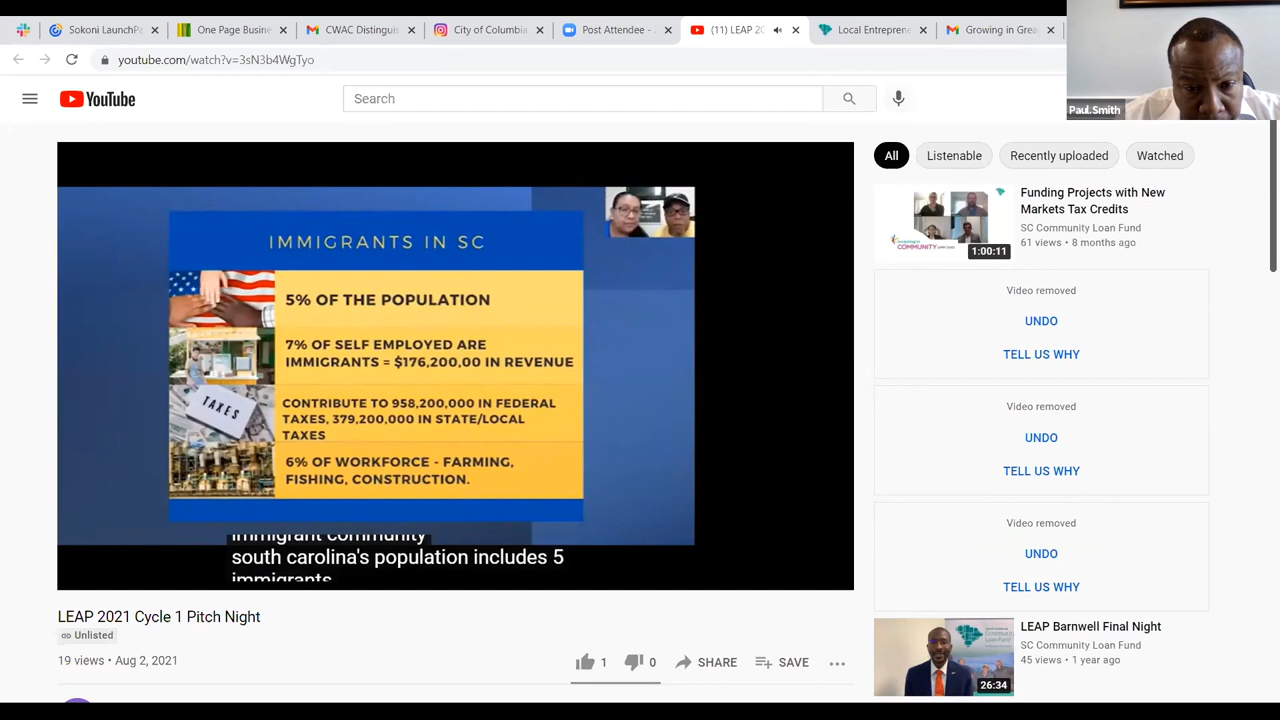 Sokoni LaunchPa
One Page Busine
CWAC Distinguis
City of Columbia
Post Attendee - 
(11) LEAP 20
Local Entreprene
Growing in Grea
youtube.com/watch?v=3sN3b4WgTyo
Paul.Smith
YouTube
Search
All
Listenable
Recently uploaded
Watched
IMMIGRANTS IN SC
5% OF THE POPULATION
7% OF SELF EMPLOYED ARE
IMMIGRANTS = $176,200,00 IN REVENUE
TAXES
CONTRIBUTE TO 958,200,000 IN FEDERAL
TAXES, 379,200,000 IN STATE/LOCAL
TAXES
6% OF WORKFORCE - FARMING,
FISHING, CONSTRUCTION.
immigrant community
south carolina's population includes 5
immigrants
LEAP 2021 Cycle 1 Pitch Night
Unlisted
19 views • Aug 2, 2021
1
0
SHARE
SAVE
Funding Projects with New
Markets Tax Credits
SC Community Loan Fund
61 views • 8 months ago
COMMUNITY
1:00:11
Video removed
UNDO
TELL US WHY
Video removed
UNDO
TELL US WHY
Video removed
UNDO
TELL US WHY
LEAP Barnwell Final Night
SC Community Loan Fund
45 views • 1 year ago
26:34